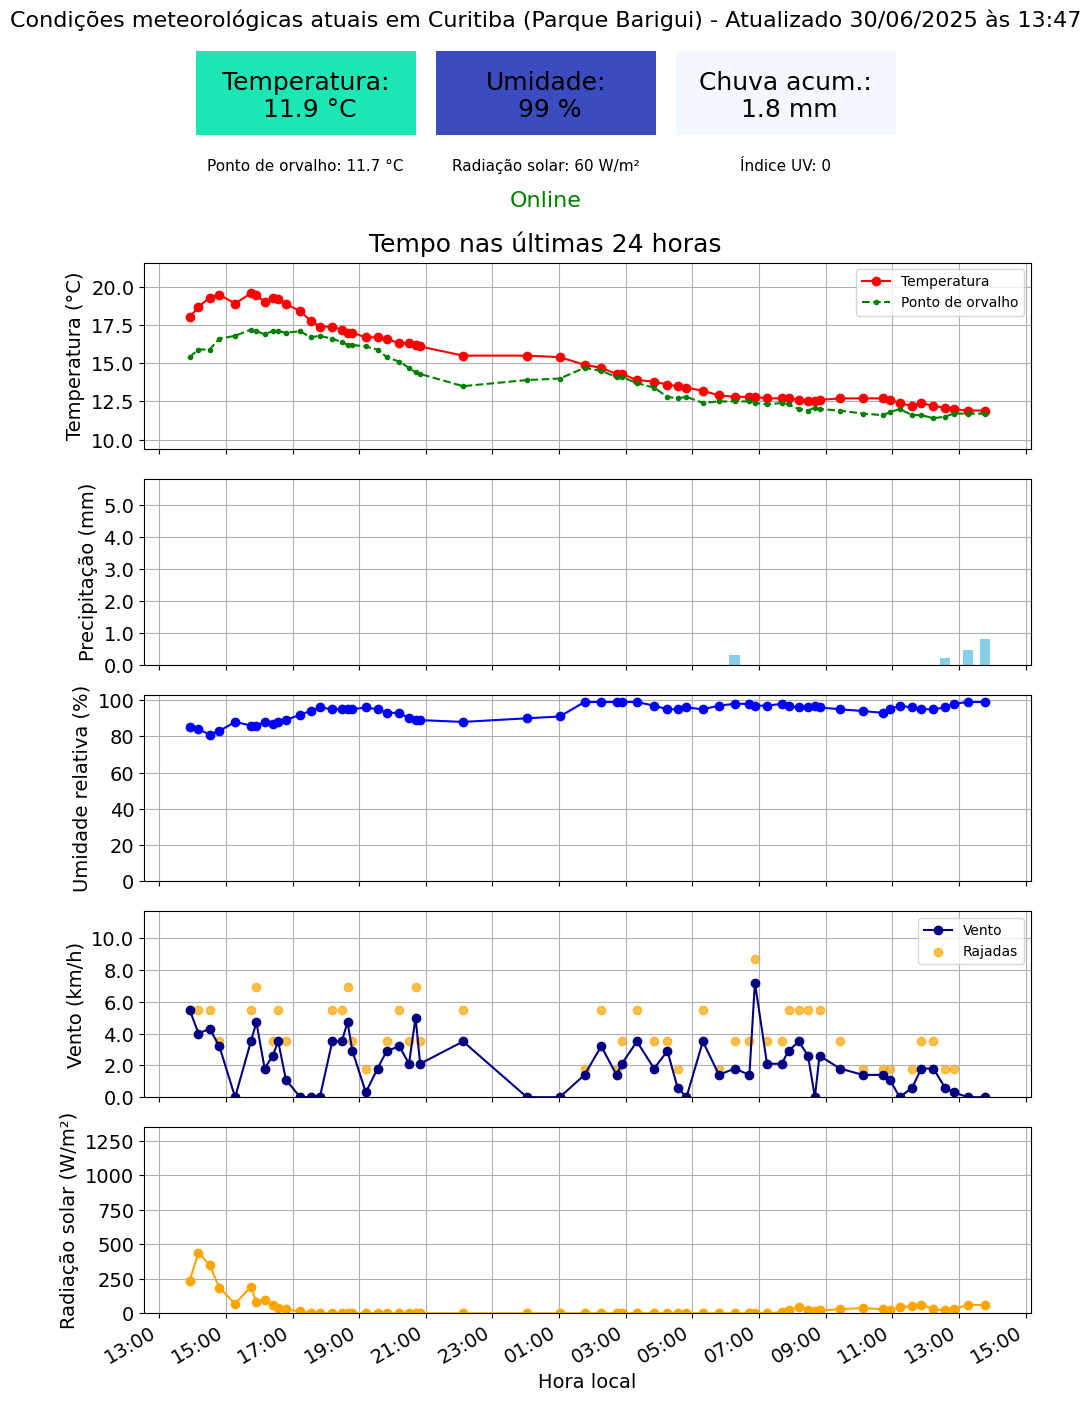 Condições meteorológicas atuais em Curitiba (Parque Barigui) - Atualizado 30/06/2025 às 13:47
Temperatura:
11.9 °C
Umidade:
99 %
Chuva acum.:
1.8 mm
Ponto de orvalho: 11.7 °C
Radiação solar: 60 W/m²
Índice UV: 0
Online
Tempo nas últimas 24 horas
Temperatura (°C)
20.0
17.5
15.0
12.5
10.0
Temperatura
Ponto de orvalho
Precipitação (mm)
5.0
4.0
3.0
2.0
1.0
0.0
Umidade relativa (%)
100
80
60
40
20
0
Vento (km/h)
10.0
8.0
6.0
4.0
2.0
0.0
Vento
Rajadas
Radiação solar (W/m²)
1250
1000
750
500
250
0
13:00
15:00
17:00
19:00
21:00
23:00
01:00
03:00
05:00
07:00
09:00
11:00
13:00
15:00
Hora local